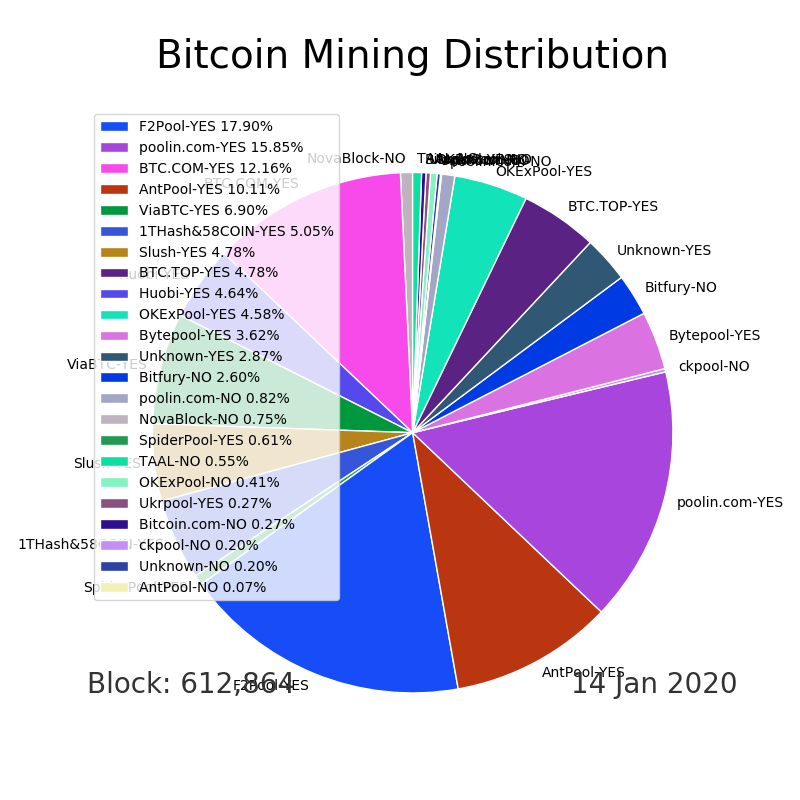 Bitcoin Mining Distribution
F2Pool-YES 17.90%
poolin.com-YES 15.85%
BTC.COM-YES 12.16%
AntPool-YES 10.11%
ViaBTC-YES 6.90%
1THash&58COIN-YES 5.05%
Slush-YES 4.78%
BTC.TOP-YES 4.78%
Huobi-YES 4.64%
OKExPool-YES 4.58%
Bytepool-YES 3.62%
Unknown-YES 2.87%
Bitfury-NO 2.60%
poolin.com-NO 0.82%
NovaBlock-NO 0.75%
SpiderPool-YES 0.61%
TAAL-NO 0.55%
OKExPool-NO 0.41%
Ukrpool-YES 0.27%
Bitcoin.com-NO 0.27%
ckpool-NO 0.20%
Unknown-NO 0.20%
AntPool-NO 0.07%
NovaBlock-NO
BTC.COM-YES
OKExPool-YES
BTC.TOP-YES
Unknown-YES
Bitfury-NO
Bytepool-YES
ckpool-NO
ViaBTC-YES
Slush-YES
poolin.com-YES
1THash&58COIN-YES
AntPool-YES
F2Pool-YES
Block: 612,864
14 Jan 2020